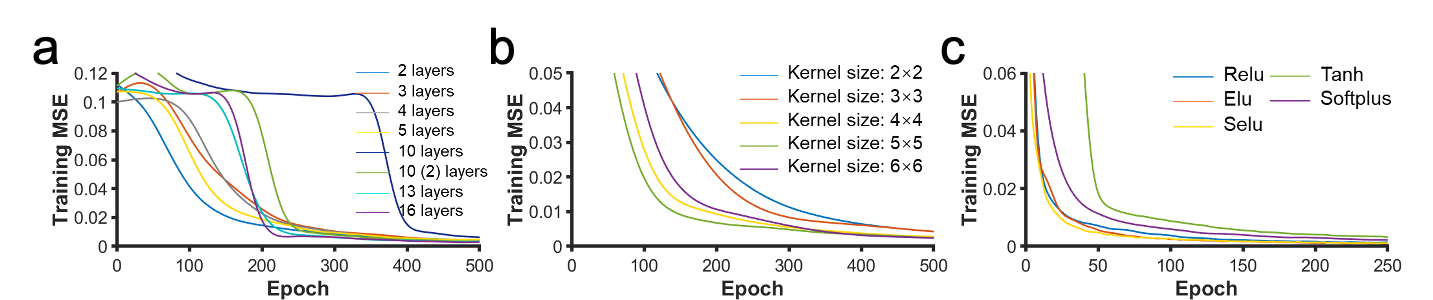 a
Training MSE
0.12
0.1
0.08
0.06
0.04
0.02
0
0 100 200 300 400 500
Epoch
2 layers
3 layers
4 layers
5 layers
10 layers
10 (2) layers
13 layers
16 layers
b
Training MSE
0.05
0.04
0.03
0.02
0.01
0
0 100 200 300 400 500
Epoch
Kernel size: 2×2
Kernel size: 3×3
Kernel size: 4×4
Kernel size: 5×5
Kernel size: 6×6
c
Training MSE
0.06
0.04
0.02
0
0 50 100 150 200 250
Epoch
Relu Tanh
Elu Softplus
Selu